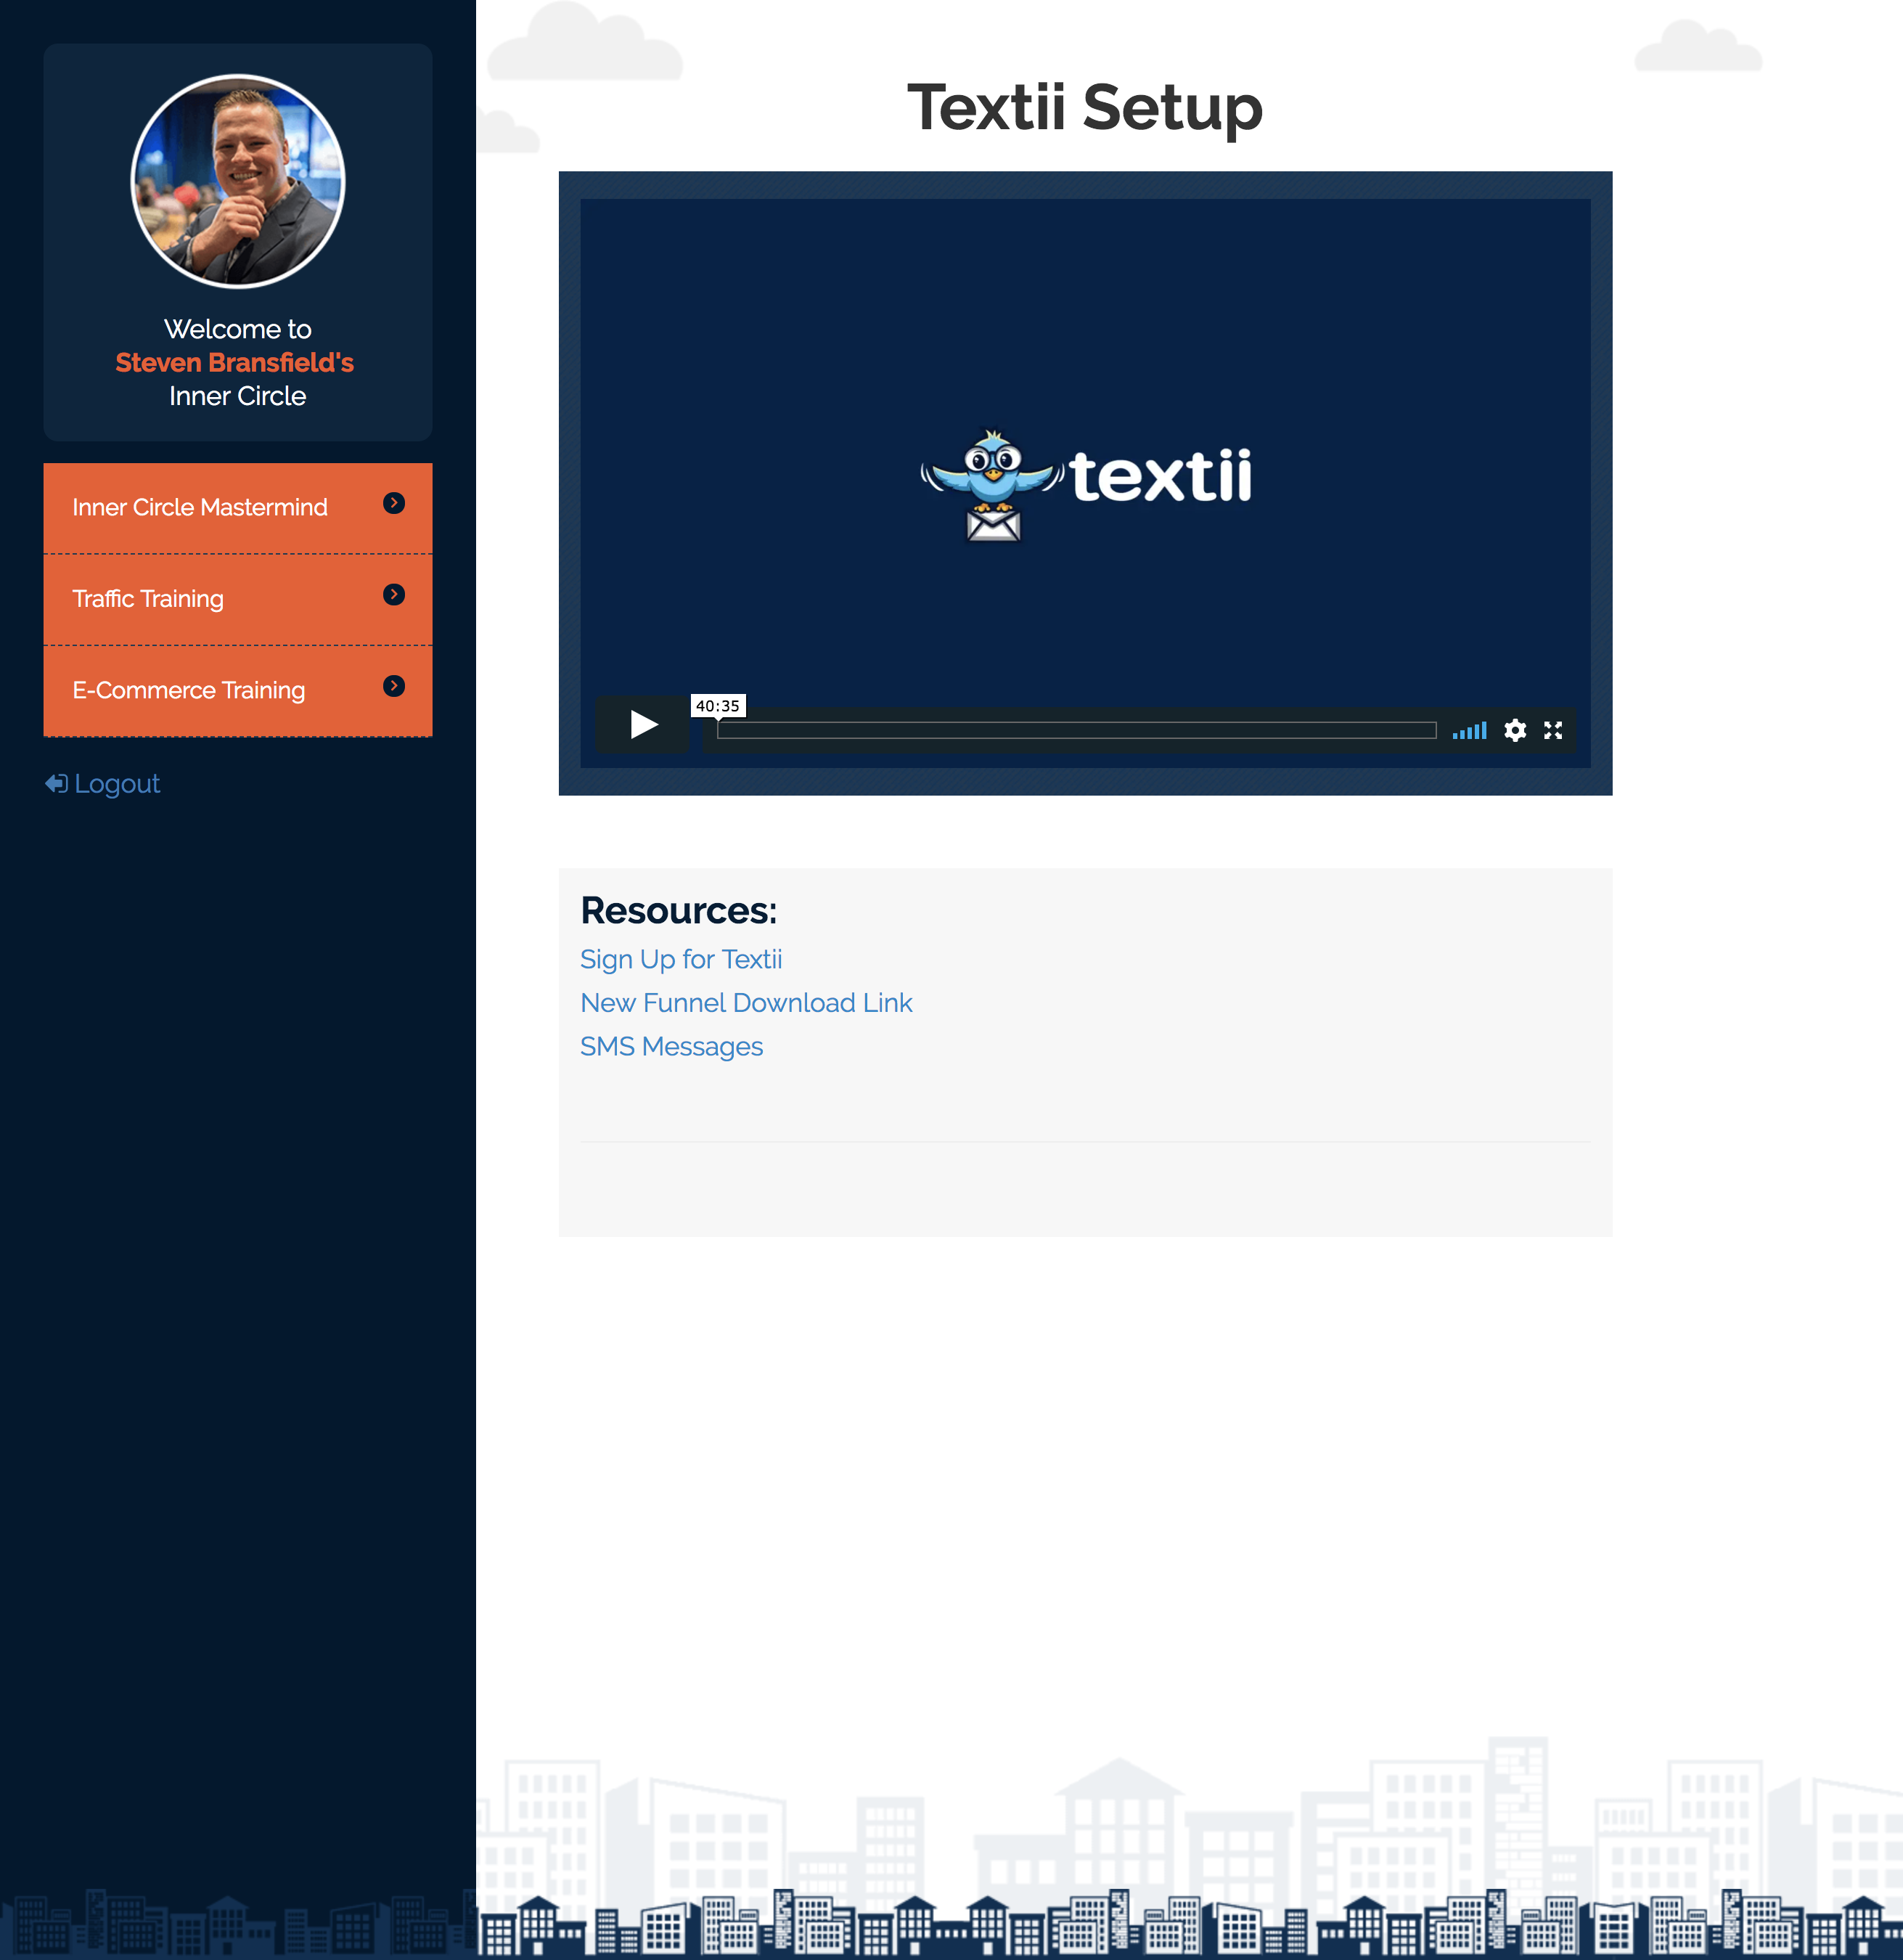 Welcome to
Steven Bransfield's
Inner Circle
Inner Circle Mastermind
Traffic Training
E-Commerce Training
Logout
Textii Setup
textii
40:35
Resources:
Sign Up for Textii
New Funnel Download Link
SMS Messages